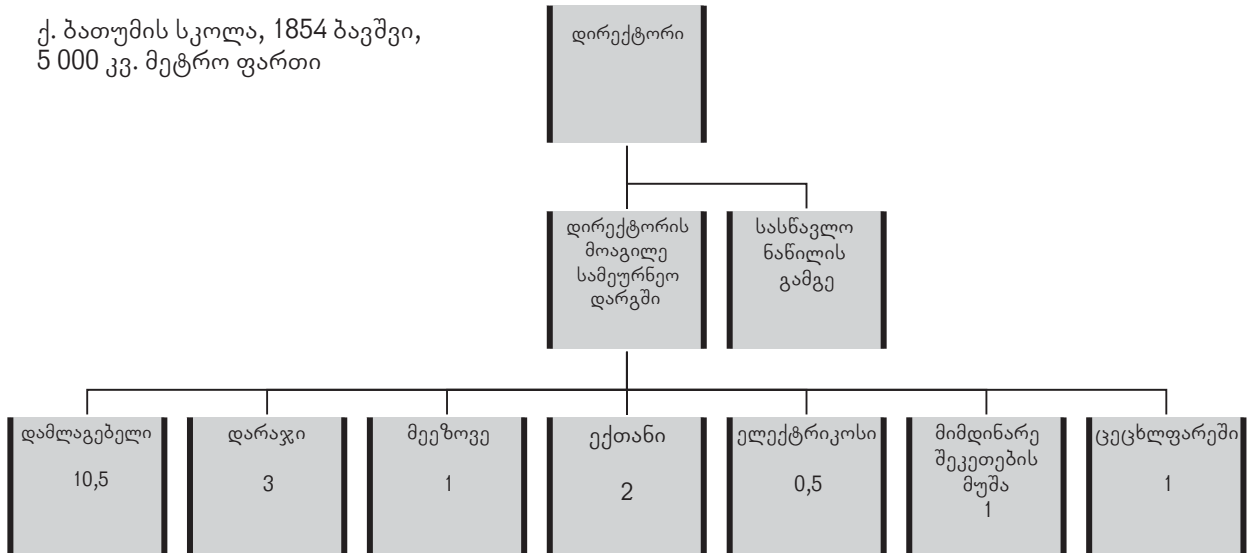 ქ. ბათუმის სკოლა, 1854 ბავშვი,
5 000 კვ. მეტრო ფართი
დირექტორი
დირექტორის
მოაგილე
სამეურნეო
დარგში
სასწავლო
ნაწილის
გამგე
დამლაგებელი
10,5
დარაჯი
3
მეეზოვე
1
ექთანი
2
ელექტრიკოსი
0,5
მიმდინარე
შეკეთების
მუშა
1
ცეცხლფარეში
1